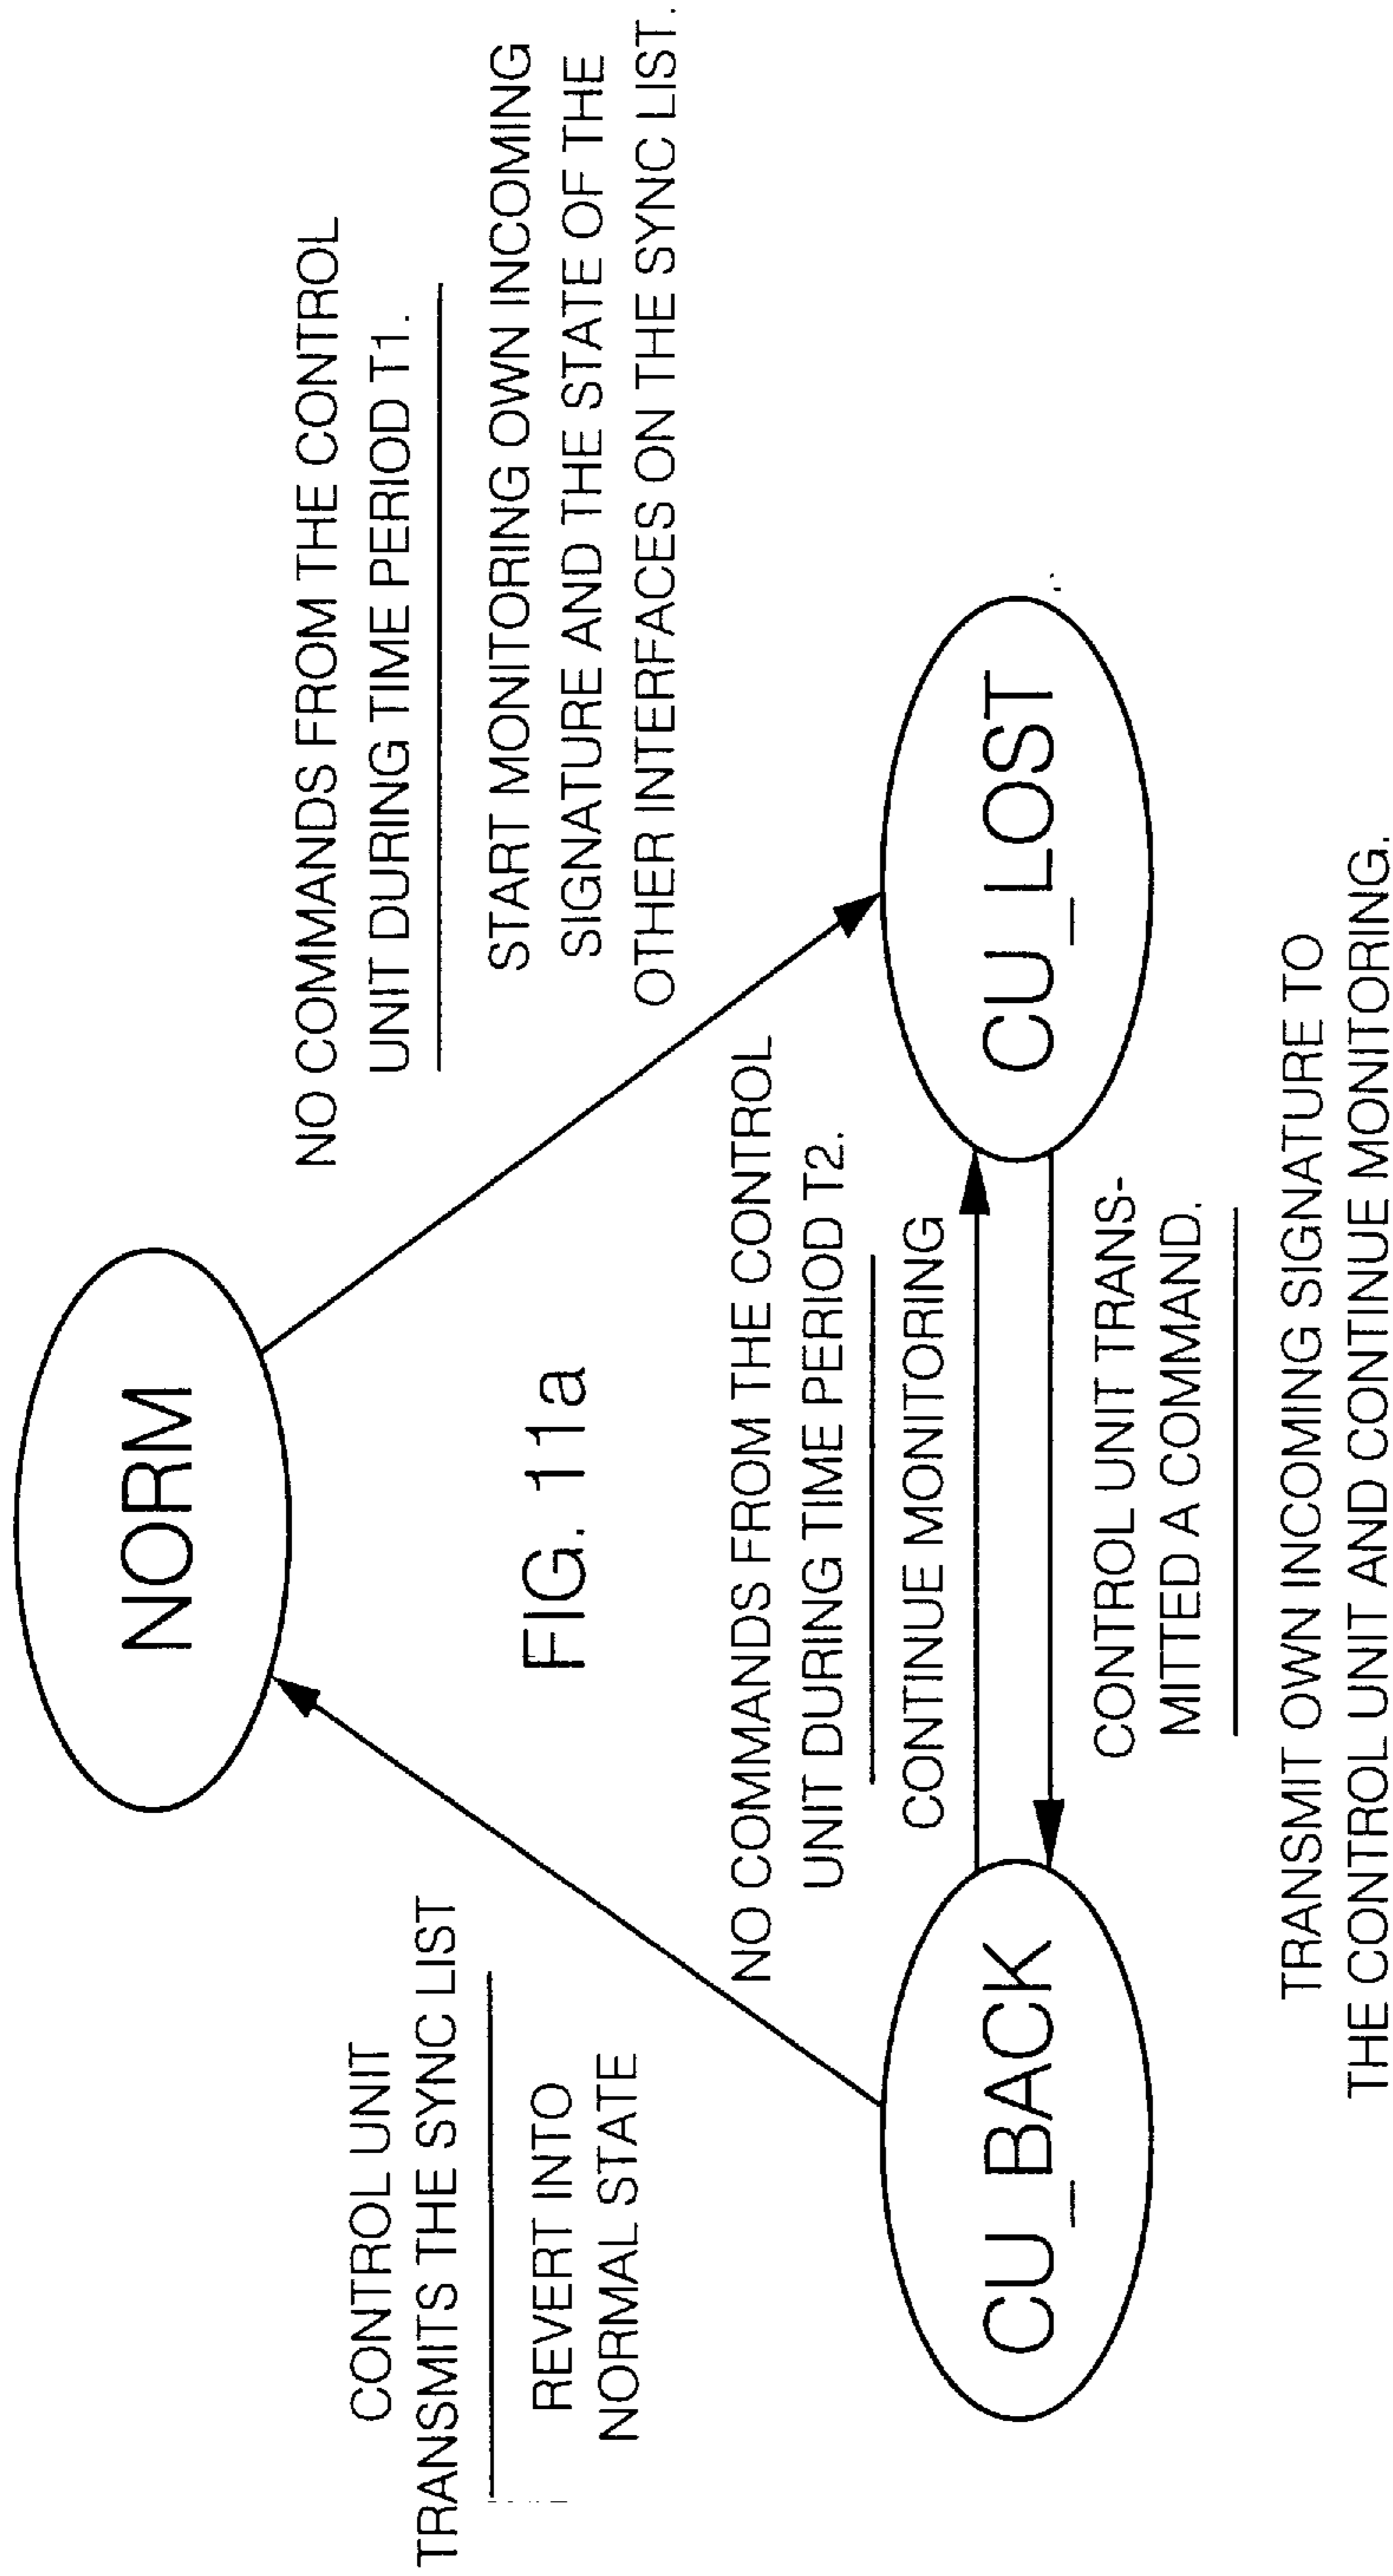 NORM
NO COMMANDS FROM THE CONTROL
UNIT DURING TIME PERIOD T1.
START MONITORING OWN INCOMING
SIGNATURE AND THE STATE OF THE
OTHER INTERFACES ON THE SYNC LIST.
CONTROL UNIT
TRANSMITS THE SYNC LIST
REVERT INTO
NORMAL STATE
FIG. 11a
NO COMMANDS FROM THE CONTROL
UNIT DURING TIME PERIOD T2.
CONTINUE MONITORING
CU_BACK
CU_LOST
CONTROL UNIT TRANS-
MITTED A COMMAND.
TRANSMIT OWN INCOMING SIGNATURE TO
THE CONTROL UNIT AND CONTINUE MONITORING.